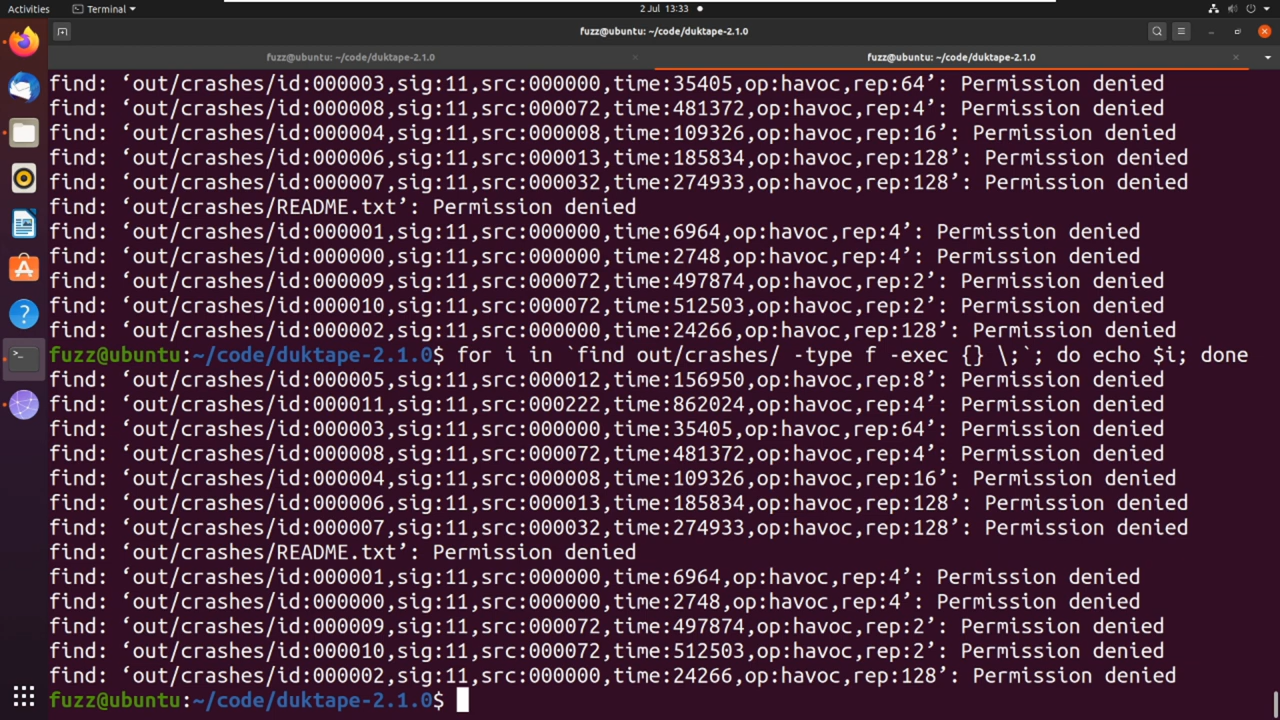 Activities
Terminal
2 Jul 13:33
fuzz@ubuntu: ~/code/duktape-2.1.0
fuzz@ubuntu: ~/code/duktape-2.1.0
fuzz@ubuntu: ~/code/duktape-2.1.0
find: ‘out/crashes/id:000003,sig:11,src:000000,time:35405,op:havoc,rep:64’: Permission denied
find: ‘out/crashes/id:000008,sig:11,src:000072,time:481372,op:havoc,rep:4’: Permission denied
find: ‘out/crashes/id:000004,sig:11,src:000008,time:109326,op:havoc,rep:16’: Permission denied
find: ‘out/crashes/id:000006,sig:11,src:000013,time:185834,op:havoc,rep:128’: Permission denied
find: ‘out/crashes/id:000007,sig:11,src:000032,time:274933,op:havoc,rep:128’: Permission denied
find: ‘out/crashes/README.txt’: Permission denied
find: ‘out/crashes/id:000001,sig:11,src:000000,time:6964,op:havoc,rep:4’: Permission denied
find: ‘out/crashes/id:000000,sig:11,src:000000,time:2748,op:havoc,rep:4’: Permission denied
find: ‘out/crashes/id:000009,sig:11,src:000072,time:497874,op:havoc,rep:2’: Permission denied
find: ‘out/crashes/id:000010,sig:11,src:000072,time:512503,op:havoc,rep:2’: Permission denied
find: ‘out/crashes/id:000002,sig:11,src:000000,time:24266,op:havoc,rep:128’: Permission denied
fuzz@ubuntu:~/code/duktape-2.1.0$ for i in `find out/crashes/ -type f -exec {} \;`; do echo $i; done
find: ‘out/crashes/id:000005,sig:11,src:000012,time:156950,op:havoc,rep:8’: Permission denied
find: ‘out/crashes/id:000011,sig:11,src:000222,time:862024,op:havoc,rep:4’: Permission denied
find: ‘out/crashes/id:000003,sig:11,src:000000,time:35405,op:havoc,rep:64’: Permission denied
find: ‘out/crashes/id:000008,sig:11,src:000072,time:481372,op:havoc,rep:4’: Permission denied
find: ‘out/crashes/id:000004,sig:11,src:000008,time:109326,op:havoc,rep:16’: Permission denied
find: ‘out/crashes/id:000006,sig:11,src:000013,time:185834,op:havoc,rep:128’: Permission denied
find: ‘out/crashes/id:000007,sig:11,src:000032,time:274933,op:havoc,rep:128’: Permission denied
find: ‘out/crashes/README.txt’: Permission denied
find: ‘out/crashes/id:000001,sig:11,src:000000,time:6964,op:havoc,rep:4’: Permission denied
find: ‘out/crashes/id:000000,sig:11,src:000000,time:2748,op:havoc,rep:4’: Permission denied
find: ‘out/crashes/id:000009,sig:11,src:000072,time:497874,op:havoc,rep:2’: Permission denied
find: ‘out/crashes/id:000010,sig:11,src:000072,time:512503,op:havoc,rep:2’: Permission denied
find: ‘out/crashes/id:000002,sig:11,src:000000,time:24266,op:havoc,rep:128’: Permission denied
fuzz@ubuntu:~/code/duktape-2.1.0$